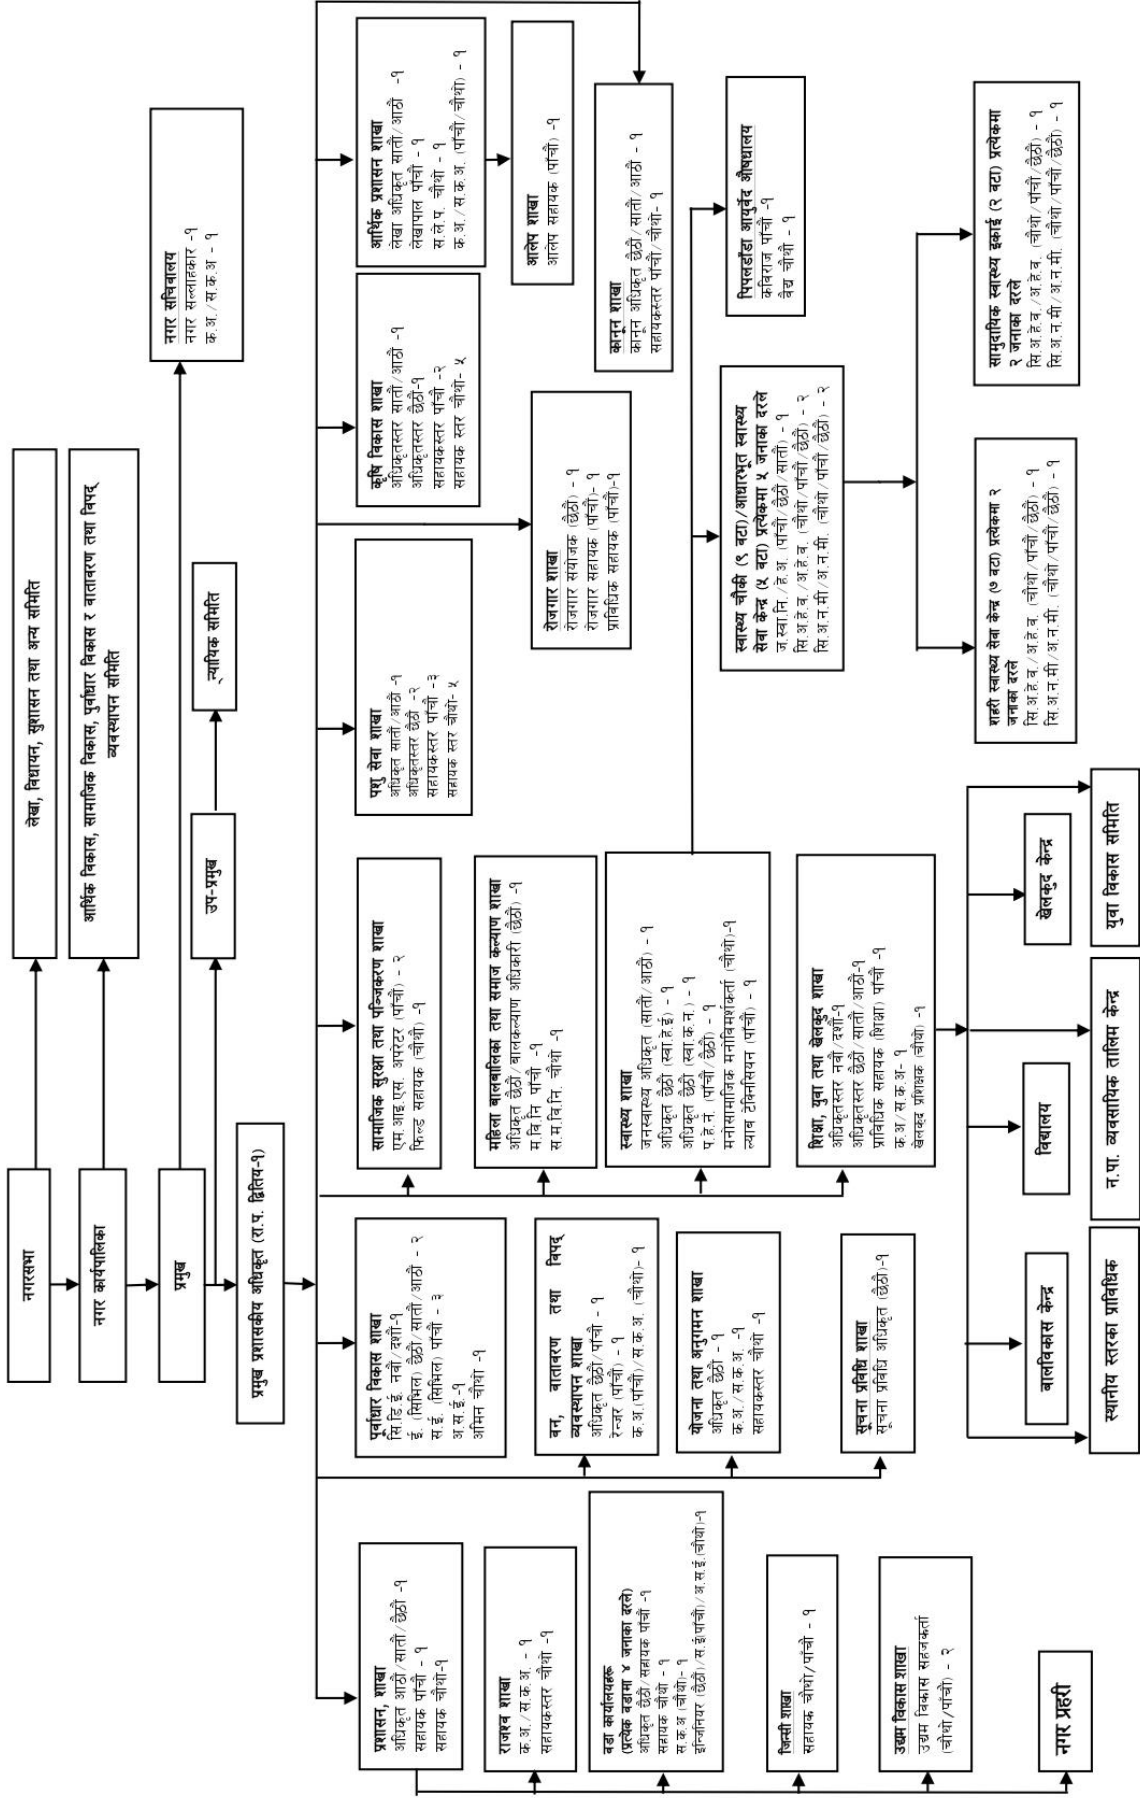 नगरसभा
लेखा, विधायन, सुशासन तथा अन्य समिति
नगर कार्यपालिका
आर्थिक विकास, सामाजिक विकास, पुर्वाधार विकास र वातावरण तथा विपद्
व्यवस्थापन समिति
प्रमुख
उप-प्रमुख
न्यायिक समिति
नगर सचिवालय
नगर सल्लाहकार -१
क.अ./स.क.अ - १
प्रमुख प्रशासकीय अधिकृत (रा.प. द्वितिय-१)
प्रशासन, शाखा
अधिकृत आठौ/सातौ/छैठौ -१
सहायक पाँचौ - १
सहायक चौथो-१
राजश्व शाखा
क.अ./स.क.अ. - १
सहायकस्तर चौथो -१
वडा कार्यालयहरू
(प्रत्येक वडामा ४ जनाका दरले)
अधिकृत छैठौ/सहायक पाँचौ -१
सहायक चौथो - १
स.क.अ (चौथो)- १
इन्जिनियर (छैठौ)/स.ई(पाँचौ)/अ.स.ई.(चौथो)-१
जिन्सी शाखा
सहायक चौथो/पाँचौ - १
उद्यम विकास शाखा
उद्यम विकास सहजकर्ता
(चौथो/पाँचौ) - २
नगर प्रहरी
पूर्वाधार विकास शाखा
सि.डि.ई. नवौ/दशौ-१
ई. (सिभिल) छैठौ/सातौ/आठौ - २
स.ई. (सिभिल) पाँचौ - ३
अ.स.ई.-१
अमिन चौथो -१
वन, वातावरण तथा विपद्
व्यवस्थापन शाखा
अधिकृत छैठौ/पाँचौ - १
रेन्जर (पाँचौ) - १
क.अ.(पाँचौ)/स.क.अ. (चौथो)- १
योजना तथा अनुगमन शाखा
अधिकृत छैठौ - १
क.अ./स.क.अ. -१
सहायकस्तर चौथो -१
सूचना प्रविधि शाखा
सूचना प्रविधि अधिकृत (छैठौ)-१
सामाजिक सुरक्षा तथा पञ्जिकरण शाखा
एम.आइ.एस. अपरेटर (पाँचौ) - २
फिल्ड सहायक (चौथो) -१
महिला बालबालिका तथा समाज कल्याण शाखा
अधिकृत छैठौ/बालकल्याण अधिकारी (छैठौ) -१
म.वि.नि पाँचौ -१
स.म.वि.नि. चौथो -१
स्वास्थ्य शाखा
जनस्वास्थ्य अधिकृत (सातौ/आठौ) - १
अधिकृत छैठौ (स्वा.हे.ई) - १
अधिकृत छैठौ (स्वा.क.न.) - १
प.हे.नं. (पाँचौ/छैठौ) - १
मनोसामाजिक मनोविमर्शकर्ता (चौथो)-१
ल्याब टेक्निसियन (पाँचौ) - १
शिक्षा, युवा तथा खेलकुद शाखा
अधिकृतस्तर नवौ/दशौ-१
अधिकृतस्तर छैठौ/सातौ/आठौ-१
प्राविधिक सहायक (शिक्षा) पाँचौ -१
क.अ/स.क.अ- १
खेलकुद प्रशिक्षक (चौथो) -१
पशु सेवा शाखा
अधिकृत सातौ/आठौ -१
अधिकृतस्तर छैठौ -२
सहायकस्तर पाँचौ -३
सहायक स्तर चौथो- ५
कृषि विकास शाखा
अधिकृतस्तर सातौ/आठौ -१
अधिकृतस्तर छैठौ-१
सहायकस्तर पाँचौ -२
सहायक स्तर चौथो- ५
आर्थिक प्रशासन शाखा
लेखा अधिकृत सातौ/आठौ -१
लेखापाल पाँचौ - १
स.ले.प. चौथो - १
क.अ./स.क.अ. (पाँचौ/चौथो) - १
आलेप शाखा
आलेप सहायक (पाँचौ) -१
रोजगार शाखा
रोजगार संयोजक (छैठौ) - १
रोजगार सहायक (पाँचौ)- १
प्राविधिक सहायक (पाँचौ)-१
कानून शाखा
कानून अधिकृत छैठौ/सातौ/आठौ - १
सहायकस्तर पाँचौ/चौथो- १
पिपलडाँडा आयुर्वेद औषधालय
कविराज पाँचौ -१
वैद्य चौथो - १
स्वास्थ्य चौकी (९ वटा)/आधारभूत स्वास्थ्य
सेवा केन्द्र (५ वटा) प्रत्येकमा ५ जनाका दरले
ज.स्वा.नि./हे.अ. (पाँचौ/छैठौ/सातौ) - १
सि.अ.हे.व./अ.हे.व. (चौथो/पाँचौ/छैठौ) - २
सि.अ.न.मी/अ.न.मी. (चौथो/पाँचौ/छैठौ) - २
शहरी स्वास्थ्य सेवा केन्द्र (७ वटा) प्रत्येकमा २
जनाका दरले
सि.अ.हे.व./अ.हे.व. (चौथो/पाँचौ/छैठौ) - १
सि.अ.न.मी/अ.न.मी. (चौथो/पाँचौ/छैठौ) - १
सामुदायिक स्वास्थ्य इकाई (२ वटा) प्रत्येकमा
२ जनाका दरले
सि.अ.हे.व./अ.हे.व. (चौथो/पाँचौ/छैठौ) - १
सि.अ.न.मी/अ.न.मी. (चौथो/पाँचौ/छैठौ) - १
बालविकास केन्द्र
विद्यालय
खेलकुद केन्द्र
स्थानीय स्तरका प्राविधिक
न.पा. व्यवसायिक तालिम केन्द्र
युवा विकास समिति